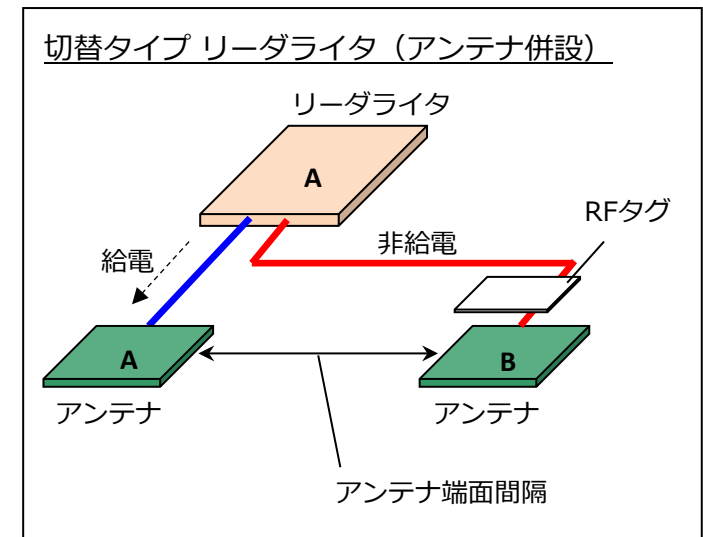 切替タイプ リーダライタ（アンテナ併設）
リーダライタ
A
RFタグ
非給電
給電
A
B
アンテナ
アンテナ
アンテナ端面間隔